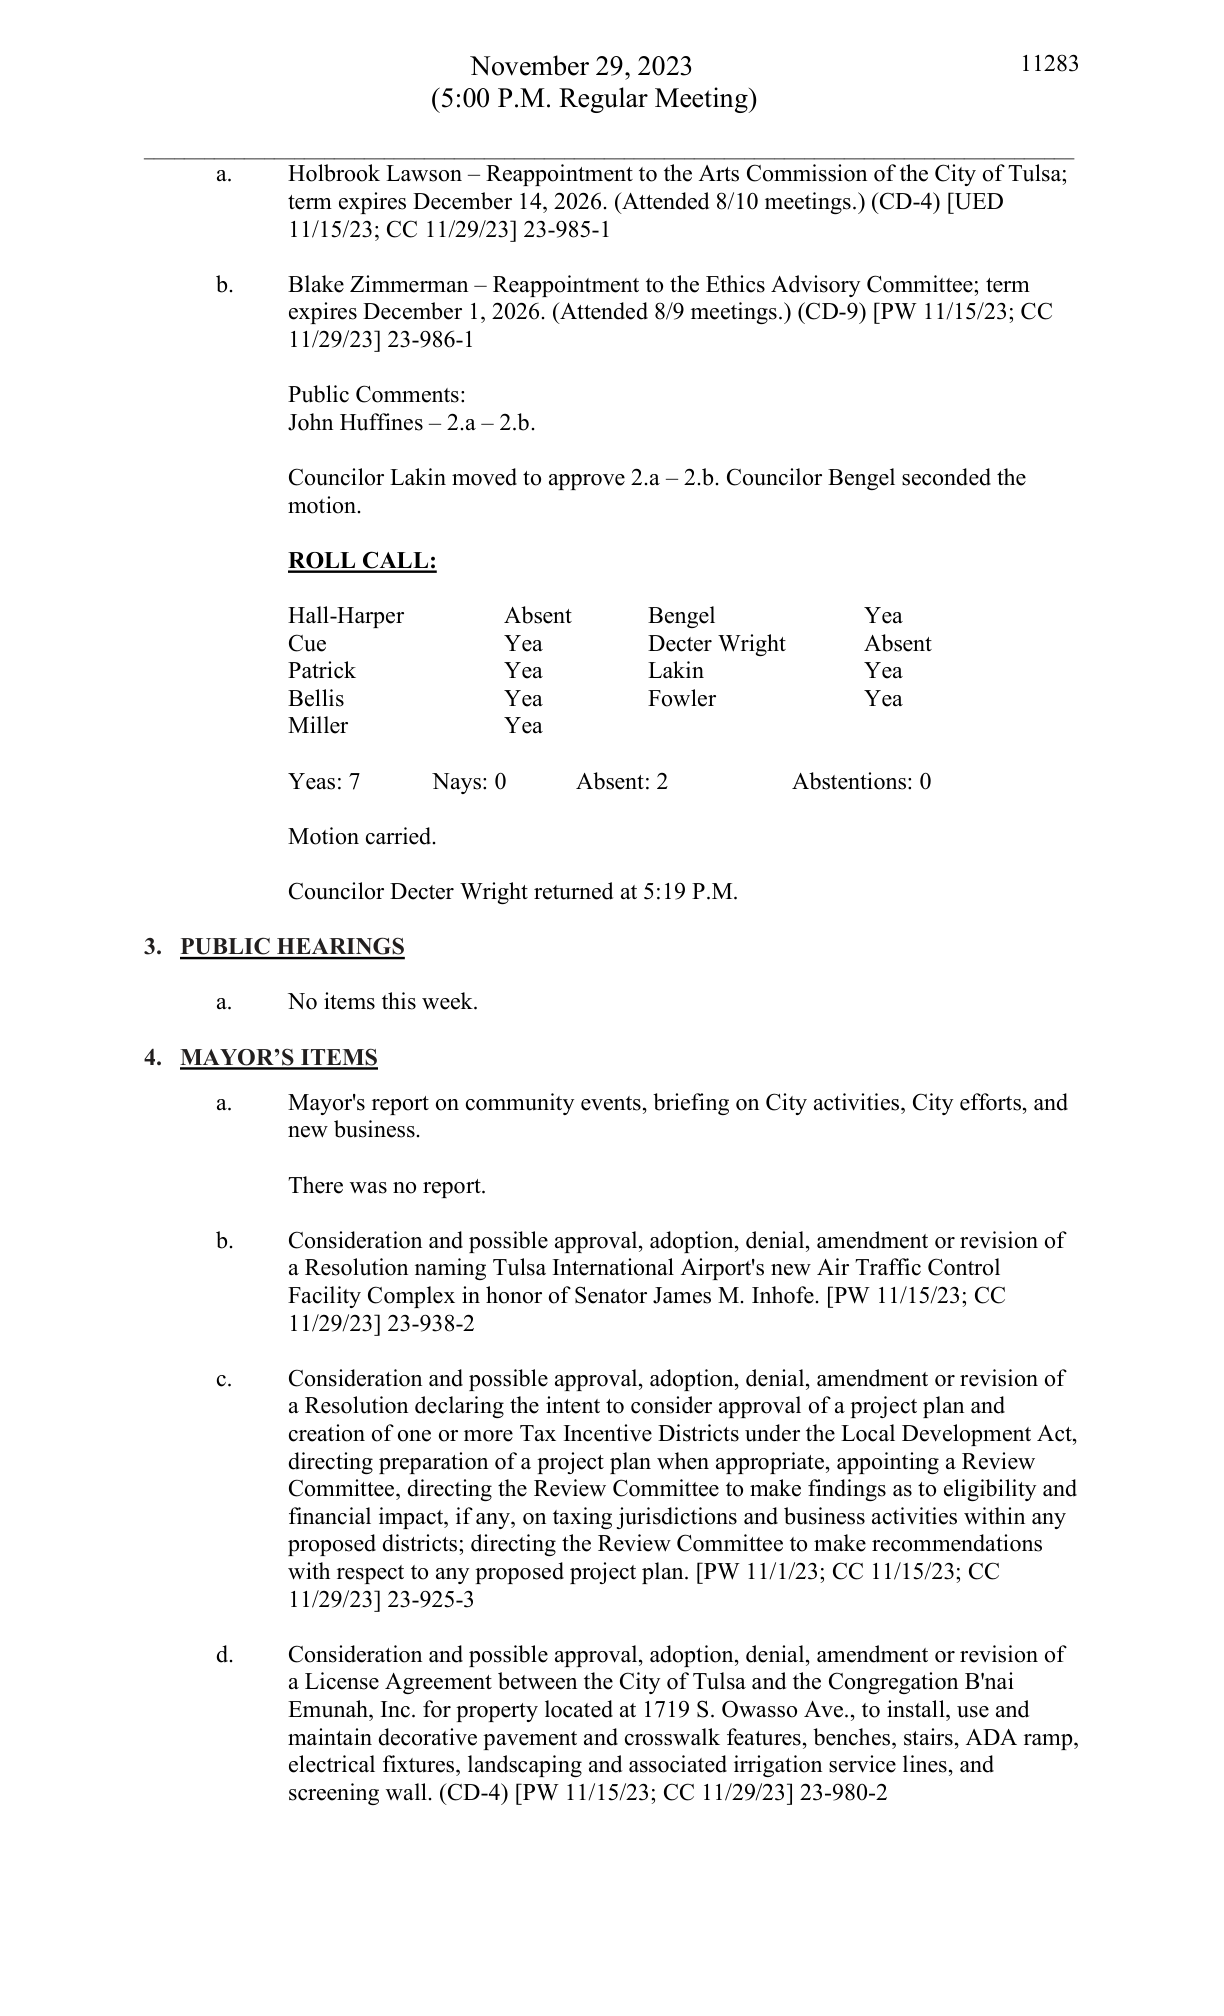 November 29, 2023
11283
(5:00 P.M. Regular Meeting)
a. Holbrook Lawson – Reappointment to the Arts Commission of the City of Tulsa;
term expires December 14, 2026. (Attended 8/10 meetings.) (CD-4) [UED
11/15/23; CC 11/29/23] 23-985-1
b. Blake Zimmerman – Reappointment to the Ethics Advisory Committee; term
expires December 1, 2026. (Attended 8/9 meetings.) (CD-9) [PW 11/15/23; CC
11/29/23] 23-986-1
Public Comments:
John Huffines – 2.a – 2.b.
Councilor Lakin moved to approve 2.a – 2.b. Councilor Bengel seconded the
motion.
ROLL CALL:
Hall-Harper Absent Bengel Yea
Cue Yea Decter Wright Absent
Patrick Yea Lakin Yea
Bellis Yea Fowler Yea
Miller Yea
Yeas: 7 Nays: 0 Absent: 2 Abstentions: 0
Motion carried.
Councilor Decter Wright returned at 5:19 P.M.
3. PUBLIC HEARINGS
a. No items this week.
4. MAYOR’S ITEMS
a. Mayor's report on community events, briefing on City activities, City efforts, and
new business.
There was no report.
b. Consideration and possible approval, adoption, denial, amendment or revision of
a Resolution naming Tulsa International Airport's new Air Traffic Control
Facility Complex in honor of Senator James M. Inhofe. [PW 11/15/23; CC
11/29/23] 23-938-2
c. Consideration and possible approval, adoption, denial, amendment or revision of
a Resolution declaring the intent to consider approval of a project plan and
creation of one or more Tax Incentive Districts under the Local Development Act,
directing preparation of a project plan when appropriate, appointing a Review
Committee, directing the Review Committee to make findings as to eligibility and
financial impact, if any, on taxing jurisdictions and business activities within any
proposed districts; directing the Review Committee to make recommendations
with respect to any proposed project plan. [PW 11/1/23; CC 11/15/23; CC
11/29/23] 23-925-3
d. Consideration and possible approval, adoption, denial, amendment or revision of
a License Agreement between the City of Tulsa and the Congregation B'nai
Emunah, Inc. for property located at 1719 S. Owasso Ave., to install, use and
maintain decorative pavement and crosswalk features, benches, stairs, ADA ramp,
electrical fixtures, landscaping and associated irrigation service lines, and
screening wall. (CD-4) [PW 11/15/23; CC 11/29/23] 23-980-2